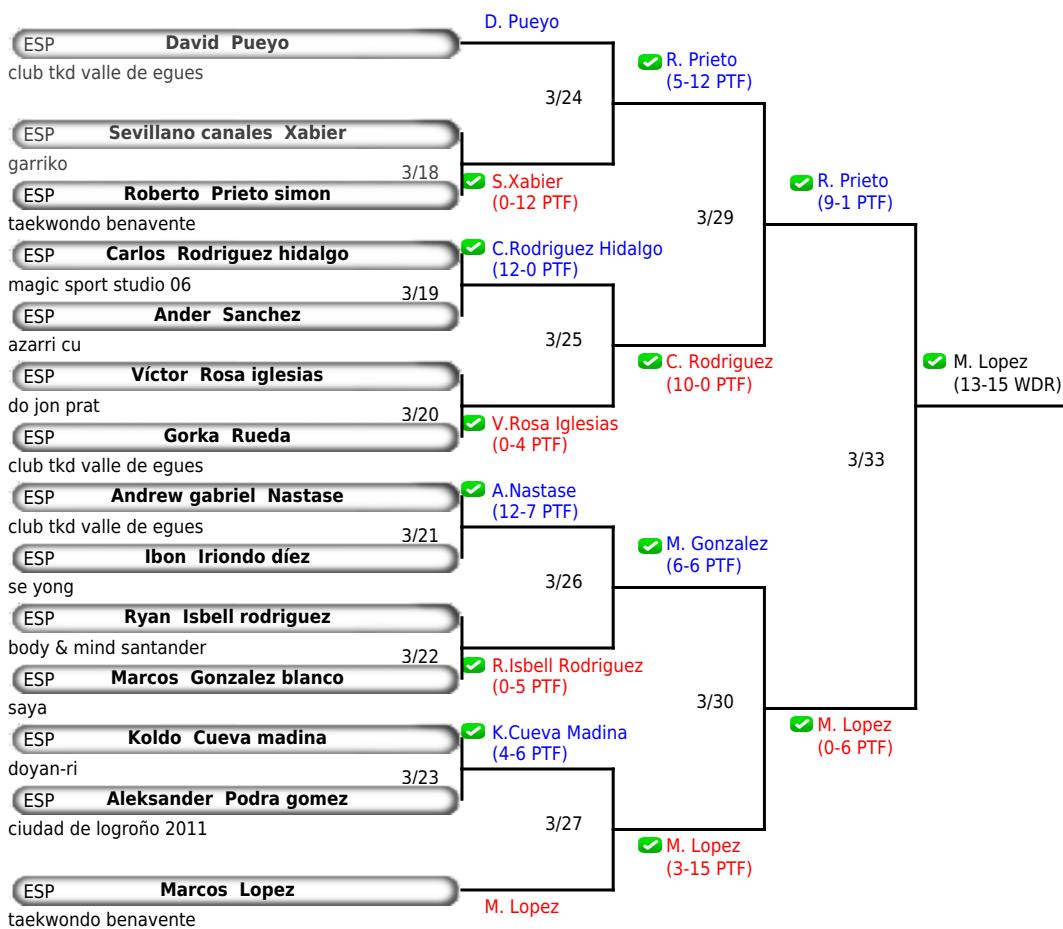 D. Pueyo
ESP David Pueyo
club tkd valle de egues
R. Prieto
(5-12 PTF)
3/24
ESP Sevillano canales Xabier
garriko
3/18
ESP Roberto Prieto simon
taekwondo benavente
S.Xabier
(0-12 PTF)
R. Prieto
(9-1 PTF)
3/29
ESP Carlos Rodriguez hidalgo
magic sport studio 06
C.Rodriguez Hidalgo
(12-0 PTF)
3/19
ESP Ander Sanchez
azarri cu
3/25
ESP Víctor Rosa iglesias
do jon prat
C. Rodriguez
(10-0 PTF)
M. Lopez
(13-15 WDR)
3/20
ESP Gorka Rueda
club tkd valle de egues
V.Rosa Iglesias
(0-4 PTF)
3/33
ESP Andrew gabriel Nastase
club tkd valle de egues
A.Nastase
(12-7 PTF)
3/21
ESP Ibon Iriondo díez
se yong
M. Gonzalez
(6-6 PTF)
3/26
ESP Ryan Isbell rodriguez
body & mind santander
3/22
ESP Marcos Gonzalez blanco
saya
R.Isbell Rodriguez
(0-5 PTF)
3/30
M. Lopez
(0-6 PTF)
ESP Koldo Cueva madina
doyan-ri
K.Cueva Madina
(4-6 PTF)
3/23
ESP Aleksander Podra gomez
ciudad de logroño 2011
3/27
M. Lopez
(3-15 PTF)
ESP Marcos Lopez
taekwondo benavente
M. Lopez